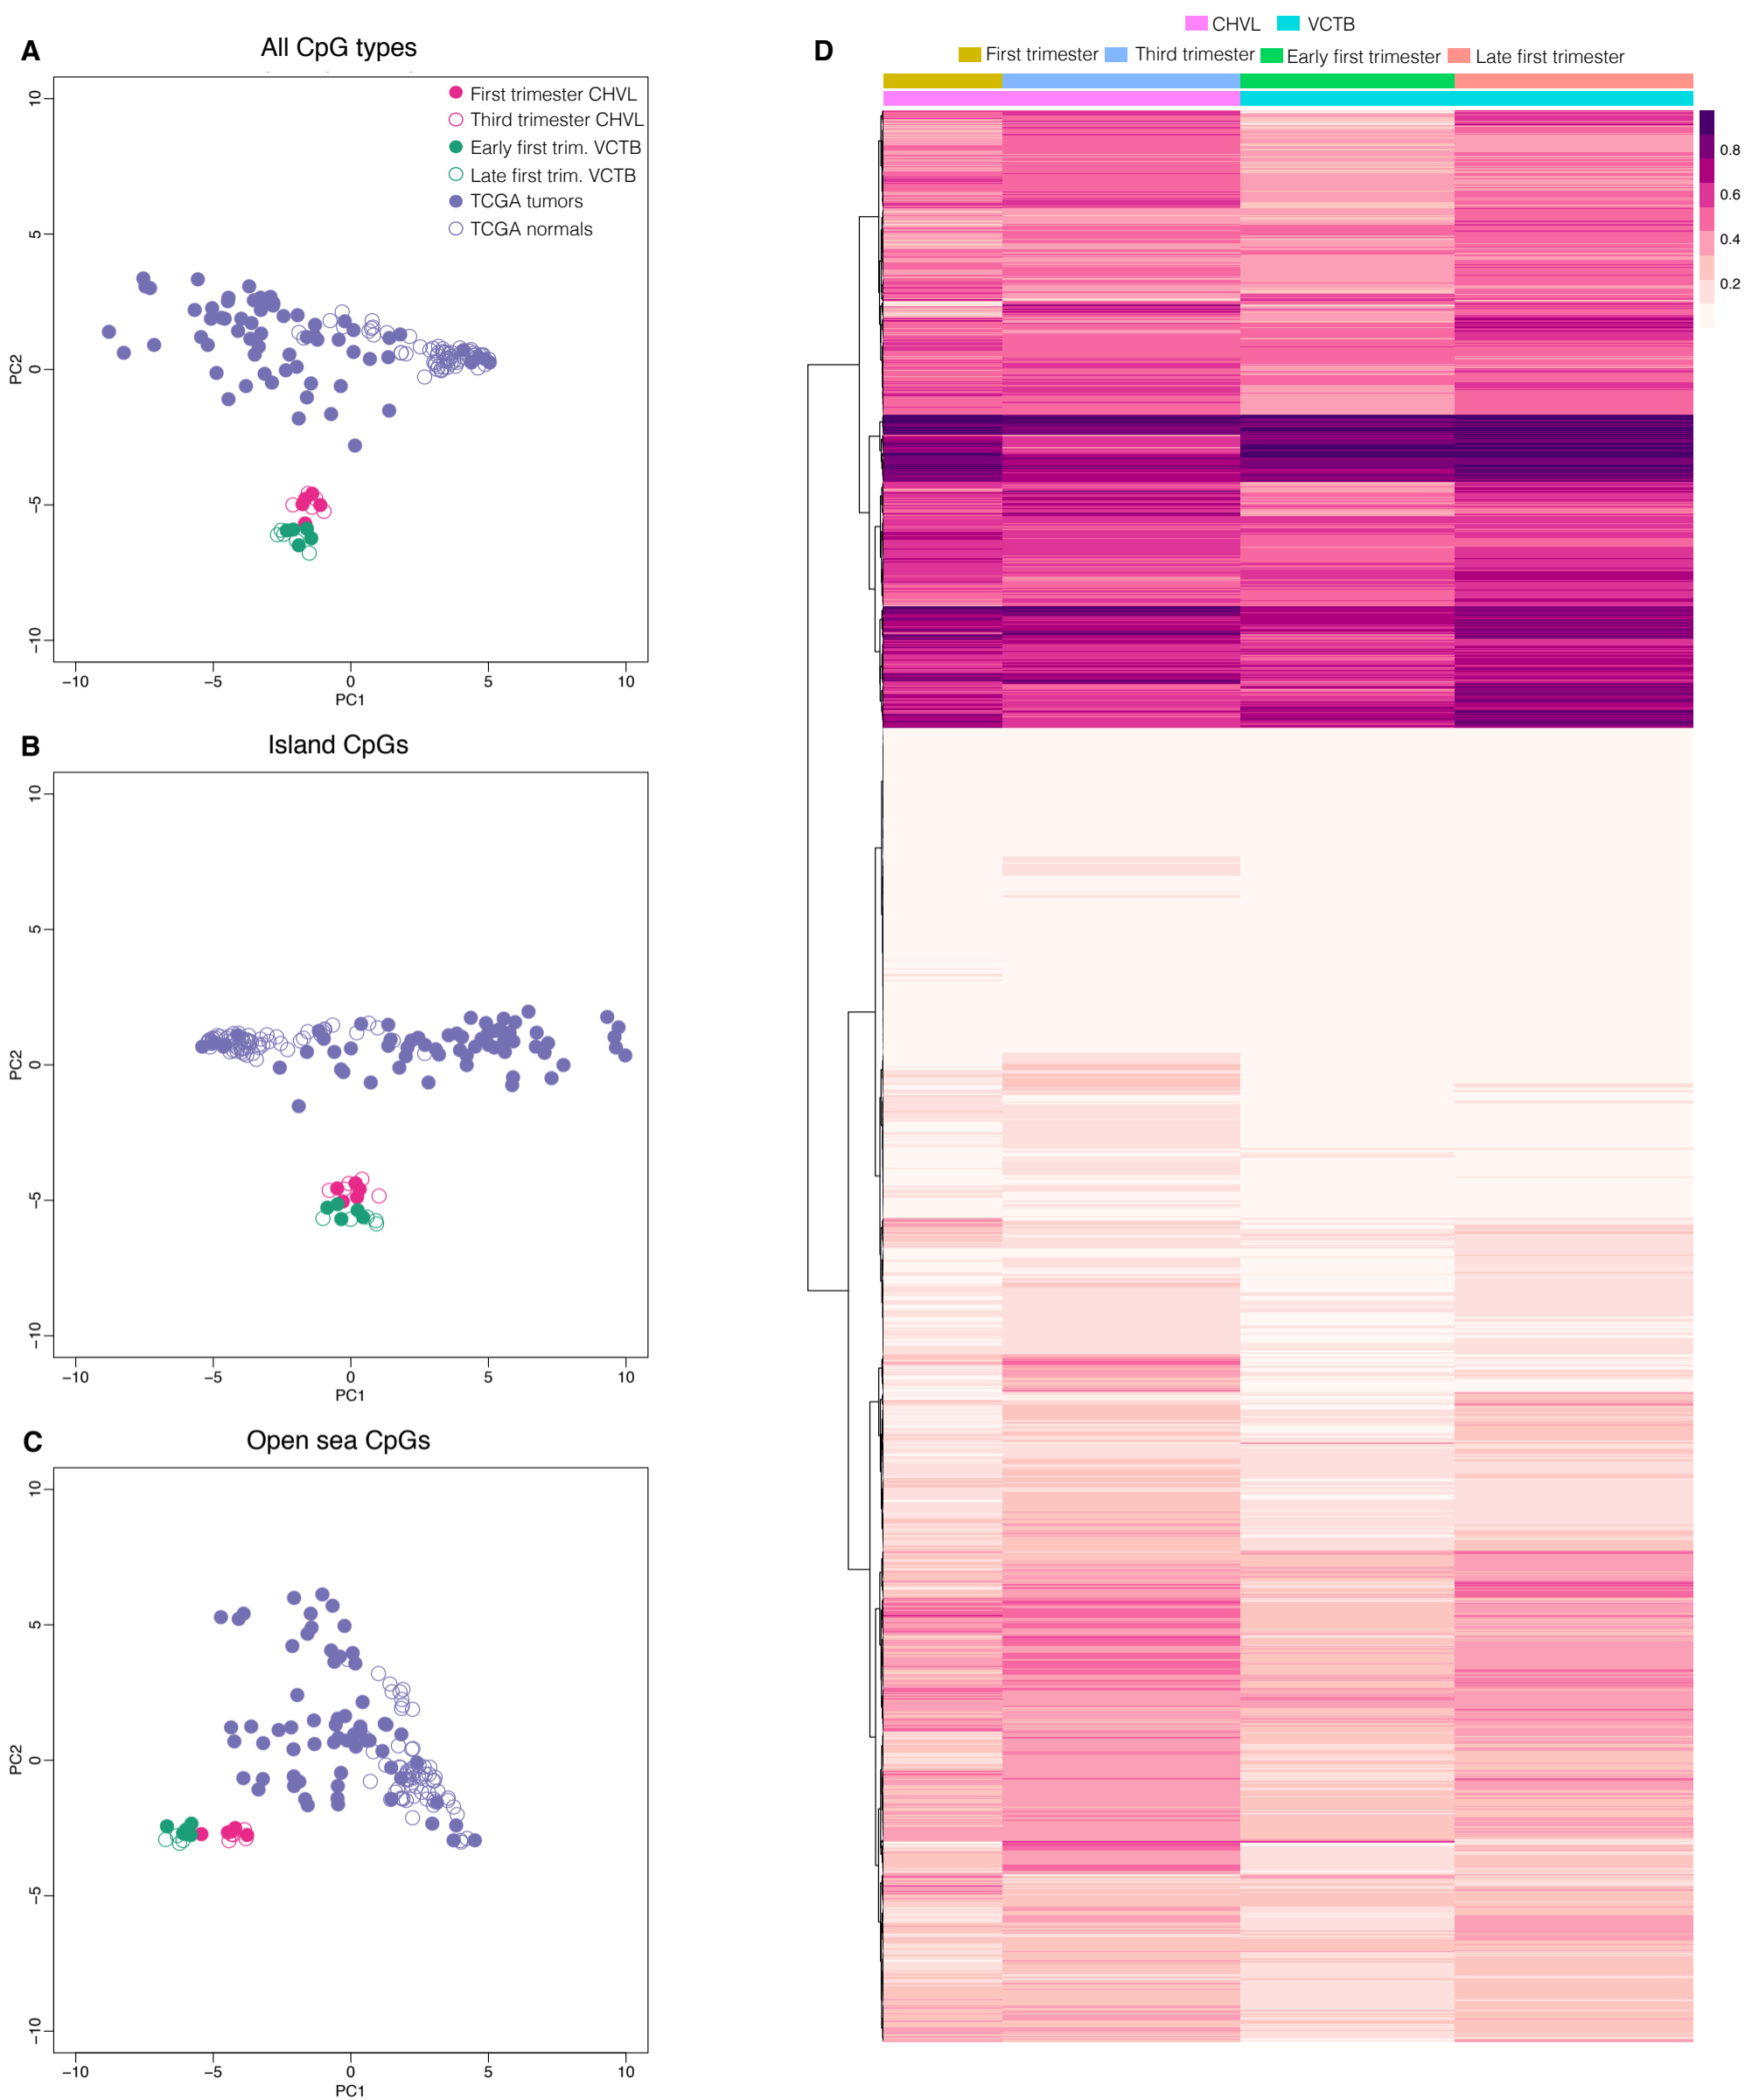 A
All CpG types
First trimester CHVL
Third trimester CHVL
Early first trim. VCTB
Late first trim. VCTB
TCGA tumors
TCGA normals
10
5
0
−5
−10
PC2
−10 −5 0 5 10
PC1
B
Island CpGs
10
5
0
−5
−10
PC2
−10 −5 0 5 10
PC1
C
Open sea CpGs
10
5
0
−5
−10
PC2
−10 −5 0 5 10
PC1
D
CHVL VCTB
First trimester Third trimester Early first trimester Late first trimester
0.8
0.6
0.4
0.2